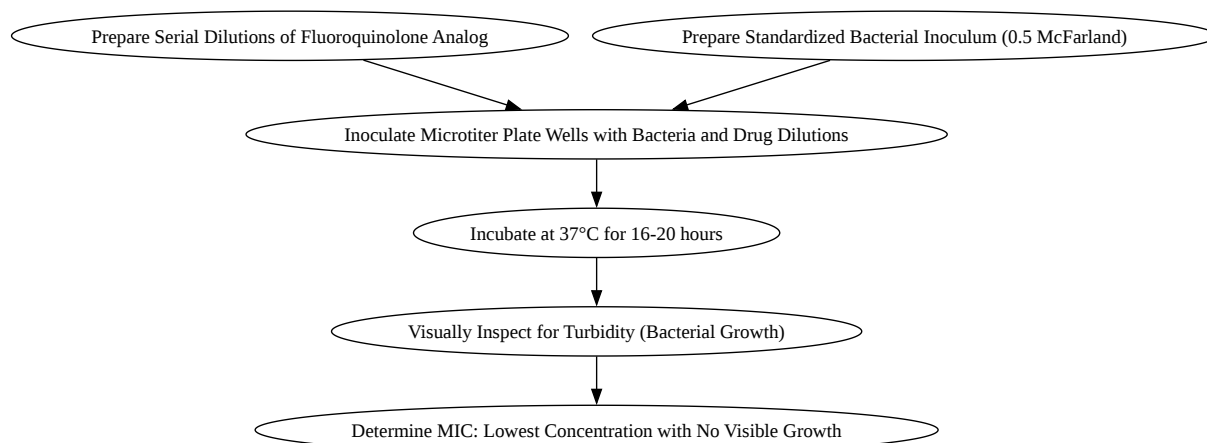 Prepare Serial Dilutions of Fluoroquinolone Analog
Prepare Standardized Bacterial Inoculum (0.5 McFarland)
Inoculate Microtiter Plate Wells with Bacteria and Drug Dilutions
Incubate at 37°C for 16-20 hours
Visually Inspect for Turbidity (Bacterial Growth)
Determine MIC: Lowest Concentration with No Visible Growth